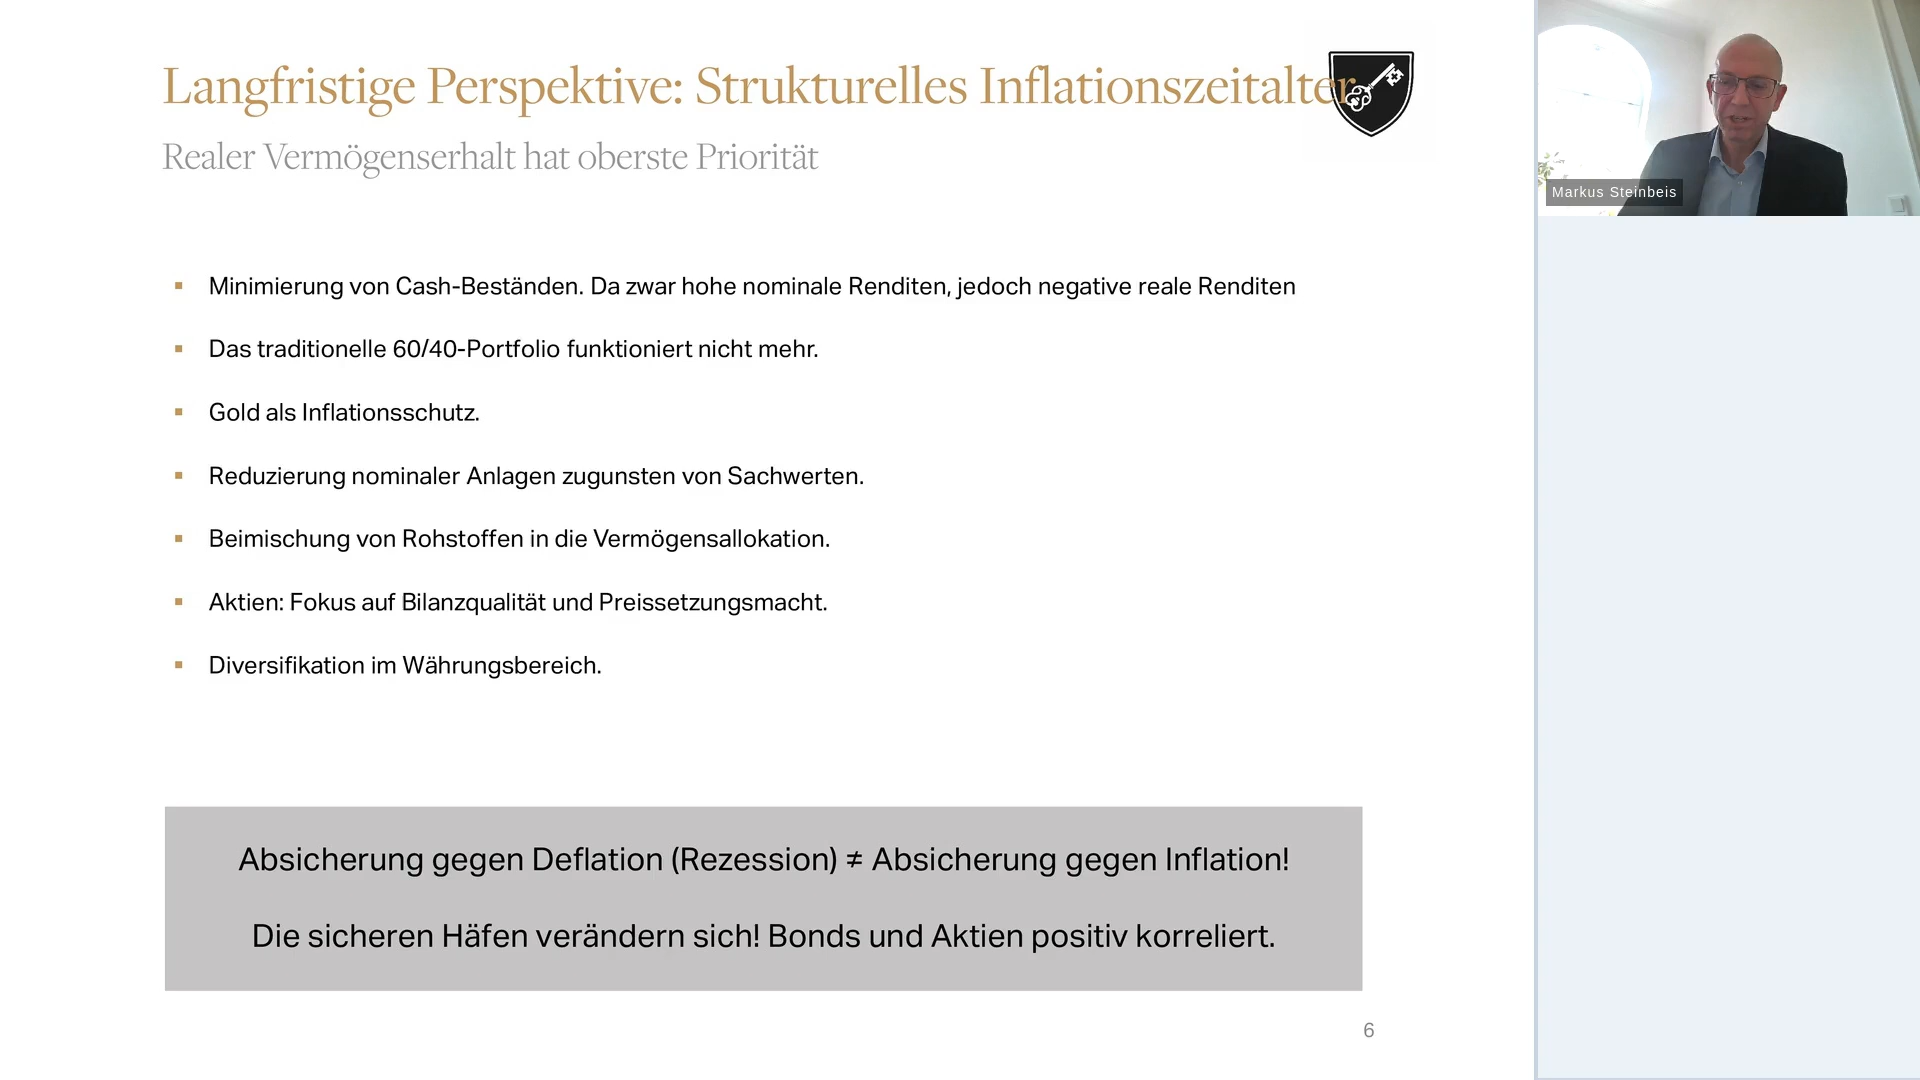 Langfristige Perspektive: Strukturelles Inflationszeitalter
Realer Vermögenserhalt hat oberste Priorität
Markus Steinbeis
▪ Minimierung von Cash-Beständen. Da zwar hohe nominale Renditen, jedoch negative reale Renditen
▪ Das traditionelle 60/40-Portfolio funktioniert nicht mehr.
▪ Gold als Inflationsschutz.
▪ Reduzierung nominaler Anlagen zugunsten von Sachwerten.
▪ Beimischung von Rohstoffen in die Vermögensallokation.
▪ Aktien: Fokus auf Bilanzqualität und Preissetzungsmacht.
▪ Diversifikation im Währungsbereich.
Absicherung gegen Deflation (Rezession) ≠ Absicherung gegen Inflation!
Die sicheren Häfen verändern sich! Bonds und Aktien positiv korreliert.
6